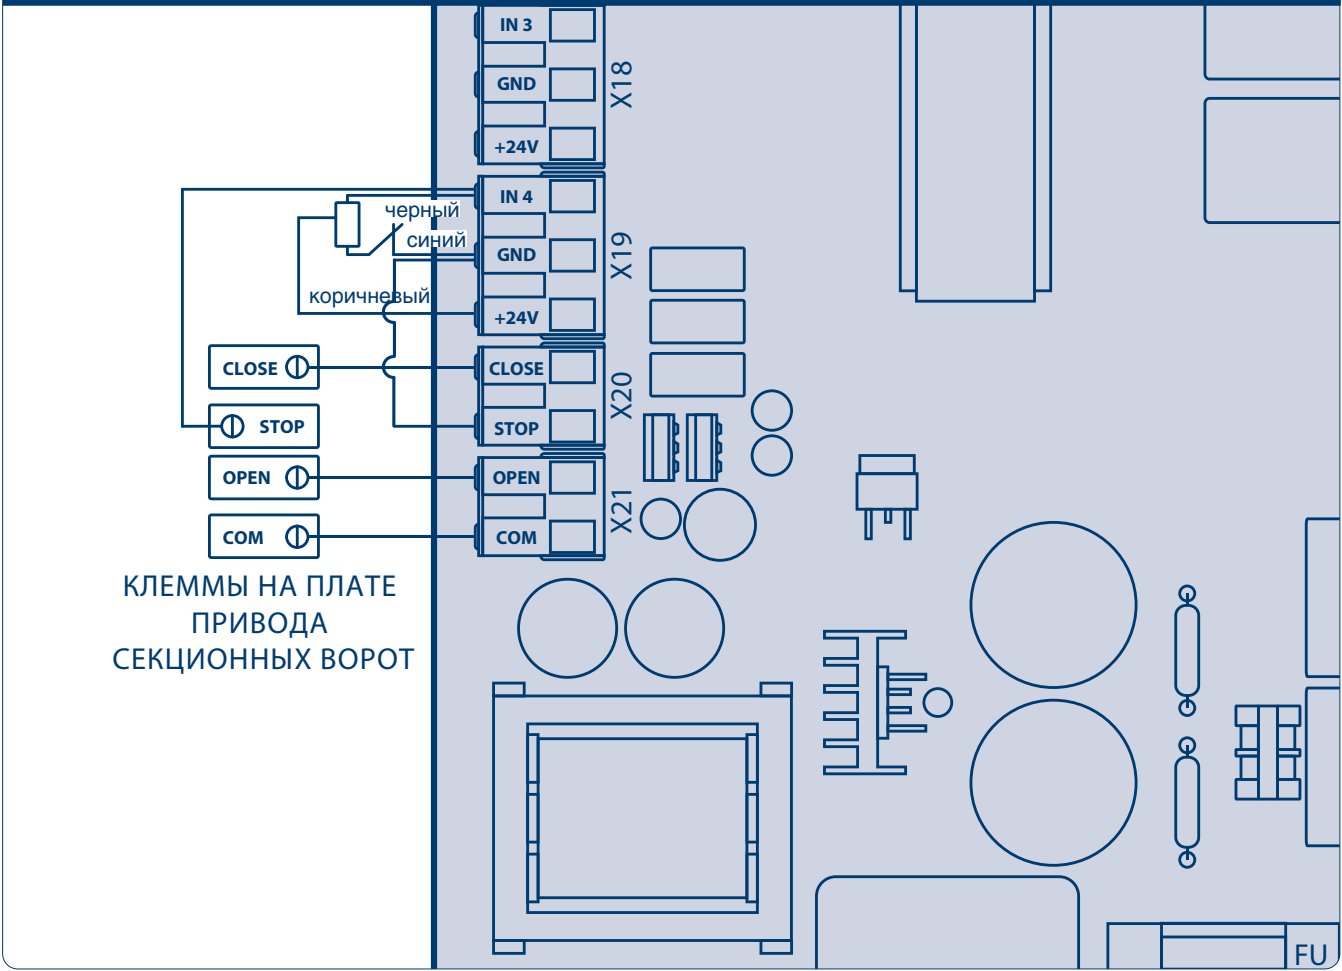 IN 3
GND
+24V
X18
IN 4
GND
+24V
X19
черный
синий
коричневый
CLOSE
STOP
OPEN
COM
CLOSE
STOP
X20
OPEN
COM
X21
КЛЕММЫ НА ПЛАТЕ
ПРИВОДА
СЕКЦИОННЫХ ВОРОТ
FU